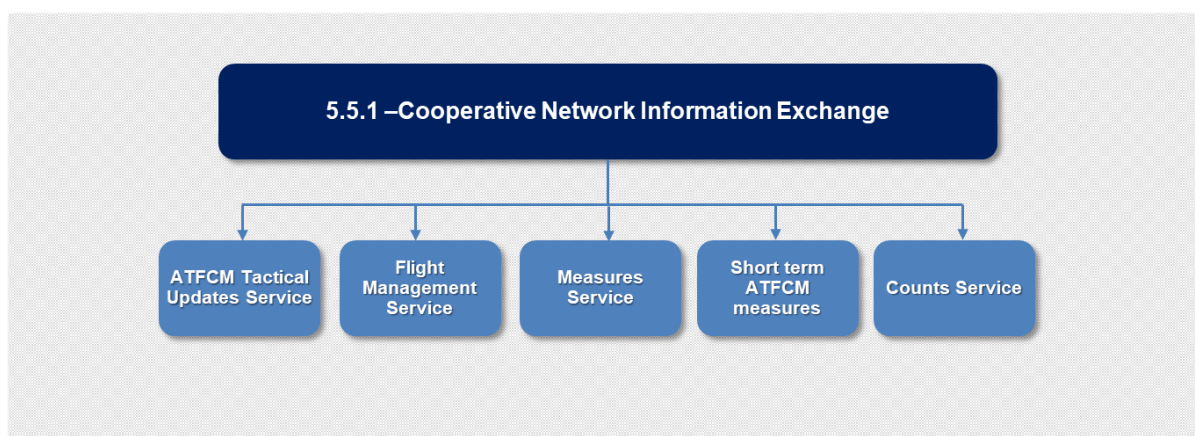 5.5.1 –Cooperative Network Information Exchange
ATFCM Tactical
Updates Service
Flight
Management
Service
Measures
Service
Short term
ATFCM
measures
Counts Service